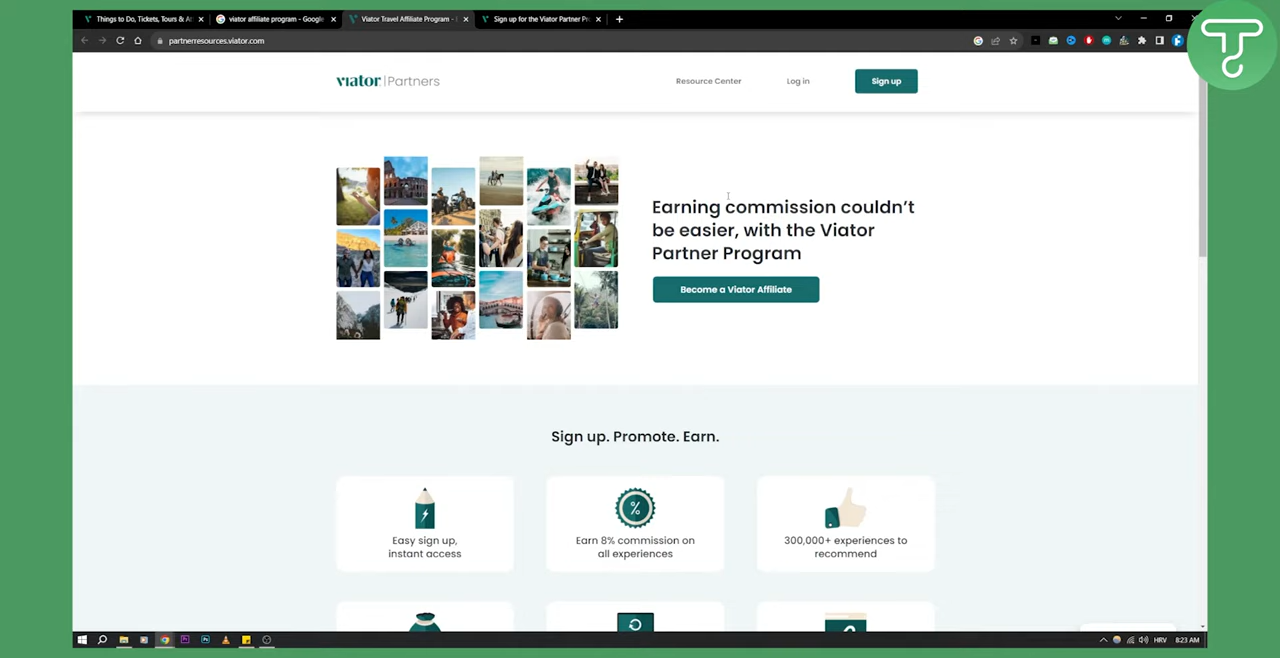 Things to Do, Tickets, Tours & At
viator affiliate program - Google
Viator Travel Affiliate Program -
Sign up for the Viator Partner Pr
partnerresources.viator.com
viator | Partners
Resource Center
Log in
Sign up
Earning commission couldn't
be easier, with the Viator
Partner Program
Become a Viator Affiliate
Sign up. Promote. Earn.
Easy sign up,
instant access
%
Earn 8% commission on
all experiences
300,000+ experiences to
recommend
HRV
8:23 AM